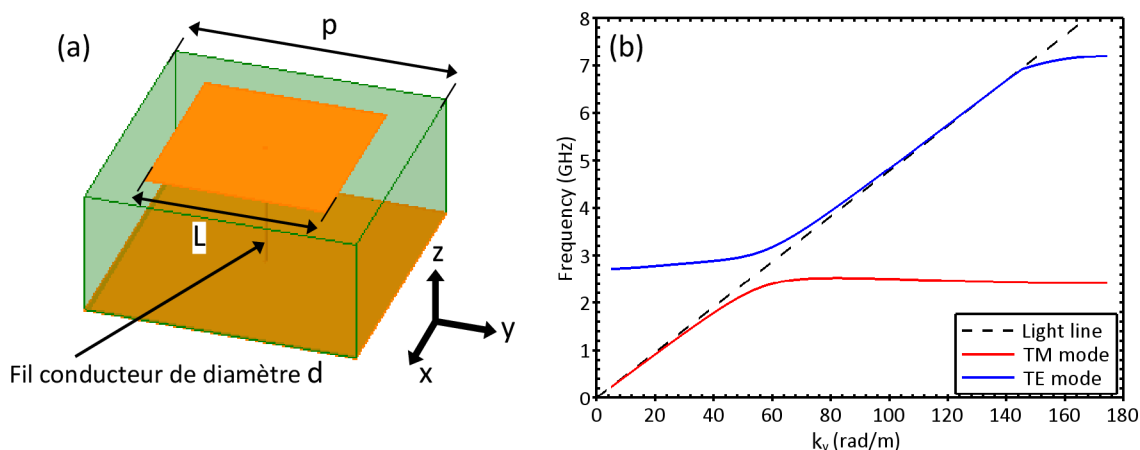 (a)
p
L
z
y
x
Fil conducteur de diamètre d
(b)
Frequency (GHz)
8
7
6
5
4
3
2
1
0
0 20 40 60 80 100 120 140 160 180
k_y (rad/m)
Light line
TM mode
TE mode